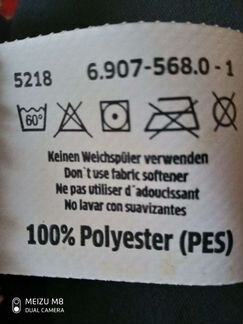 5218 6.907-568.0-1
60°
Keinen Weichspüler verwenden
Don`t use fabric softener
Ne pas utiliser d´adoucissant
No lavar con suavizantes
100% Polyester (PES)
MEIZU M8
DUAL CAMERA